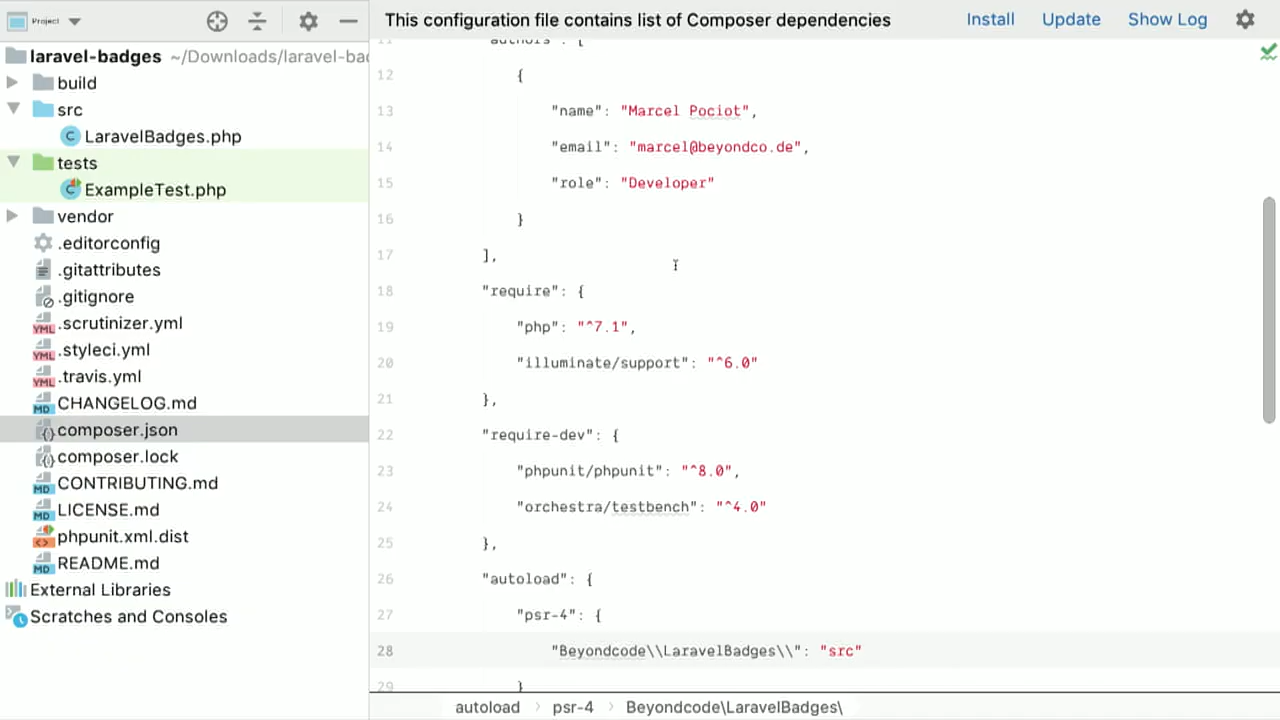 Project
laravel-badges ~/Downloads/laravel-bad
build
src
LaravelBadges.php
tests
ExampleTest.php
vendor
.editorconfig
.gitattributes
.gitignore
.scrutinizer.yml
.styleci.yml
.travis.yml
CHANGELOG.md
composer.json
composer.lock
CONTRIBUTING.md
LICENSE.md
phpunit.xml.dist
README.md
External Libraries
Scratches and Consoles
This configuration file contains list of Composer dependencies Install Update Show Log
11 "authors": [
12 {
13 "name": "Marcel Pociot",
14 "email": "marcel@beyondco.de",
15 "role": "Developer"
16 }
17 ],
18 "require": {
19 "php": "^7.1",
20 "illuminate/support": "^6.0"
21 },
22 "require-dev": {
23 "phpunit/phpunit": "^8.0",
24 "orchestra/testbench": "^4.0"
25 },
26 "autoload": {
27 "psr-4": {
28 "Beyondcode\\LaravelBadges\\": "src"
29 }
autoload > psr-4 > Beyondcode\LaravelBadges\